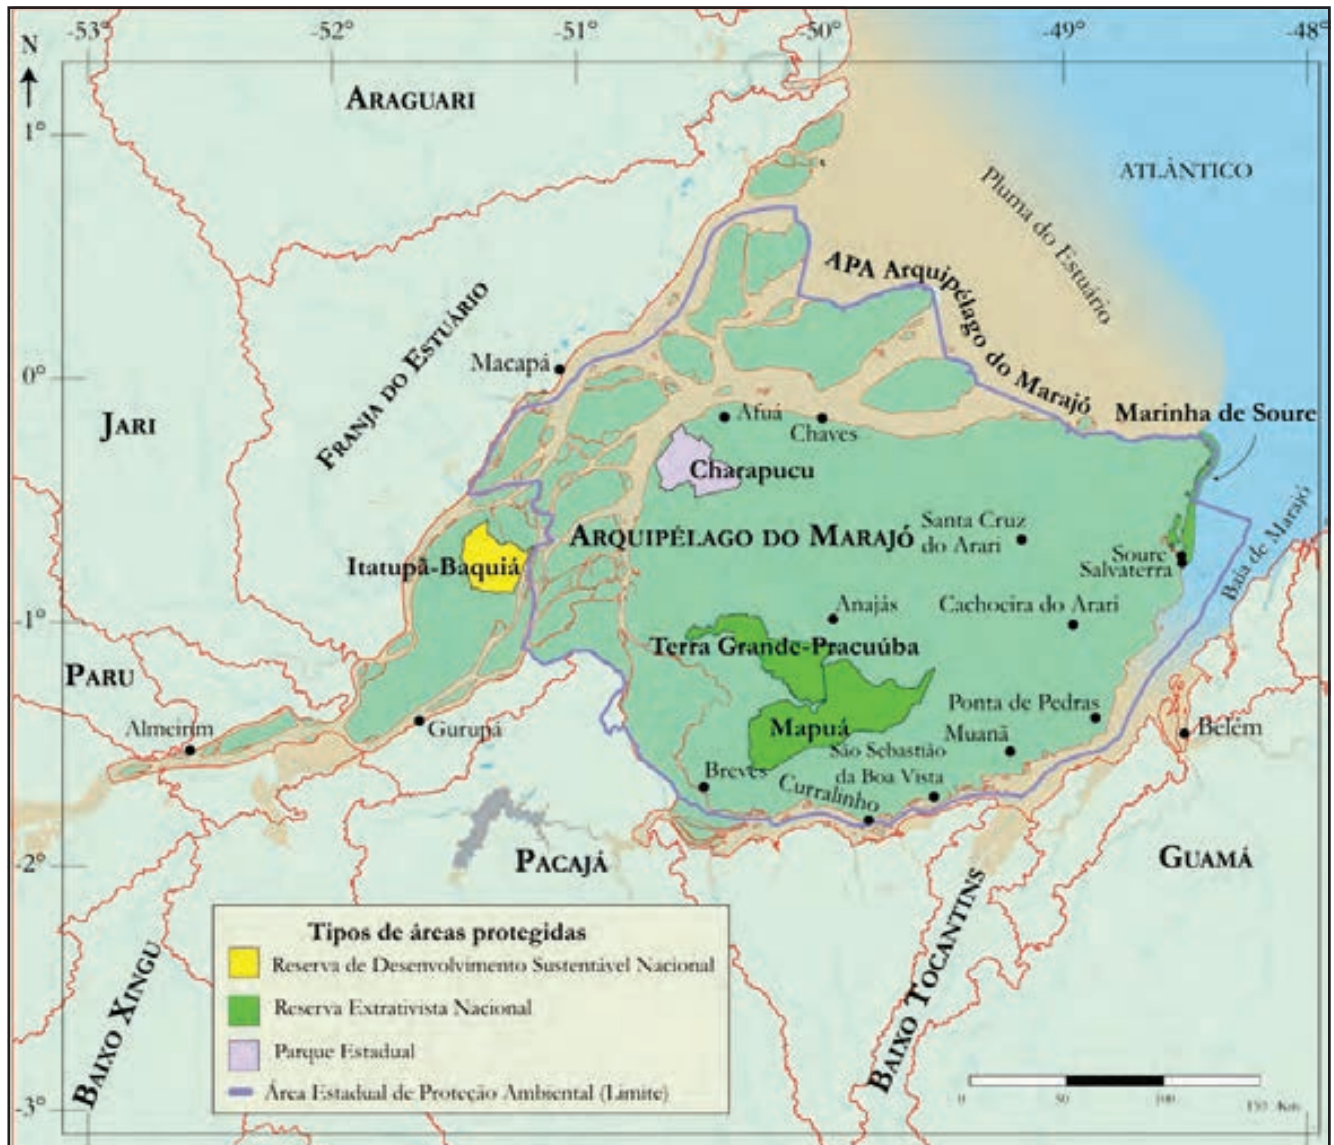 -53° -52° -51° -50° -49° -48°
N
ARAGUARI
1°
ATLÂNTICO
Pluma do Estuário
APA Arquipélago do Marajó
FRANJA DO ESTUÁRIO
Macapá
0°
JARI
Afuá
Chaves
Marinha de Soure
Charapucu
Baía de Marajó
ARQUIPÉLAGO DO MARAJÓ
Santa Cruz
do Arari
Itatupã-Baquiá
Soure
Salvaterra
Anajás
Cachoeira do Arari
-1°
Terra Grande-Pracuúba
PARU
Almeirim
Gurupá
Ponta de Pedras
Mapuá
Muanã
Belém
São Sebastião
da Boa Vista
Breves
Curralinho
-2°
PACAJÁ
GUAMÁ
BAIXO XINGU
BAIXO TOCANTINS
Tipos de áreas protegidas
Reserva de Desenvolvimento Sustentável Nacional
Reserva Extrativista Nacional
Parque Estadual
Área Estadual de Proteção Ambiental (Limite)
0 50 100 150 Km
-3°